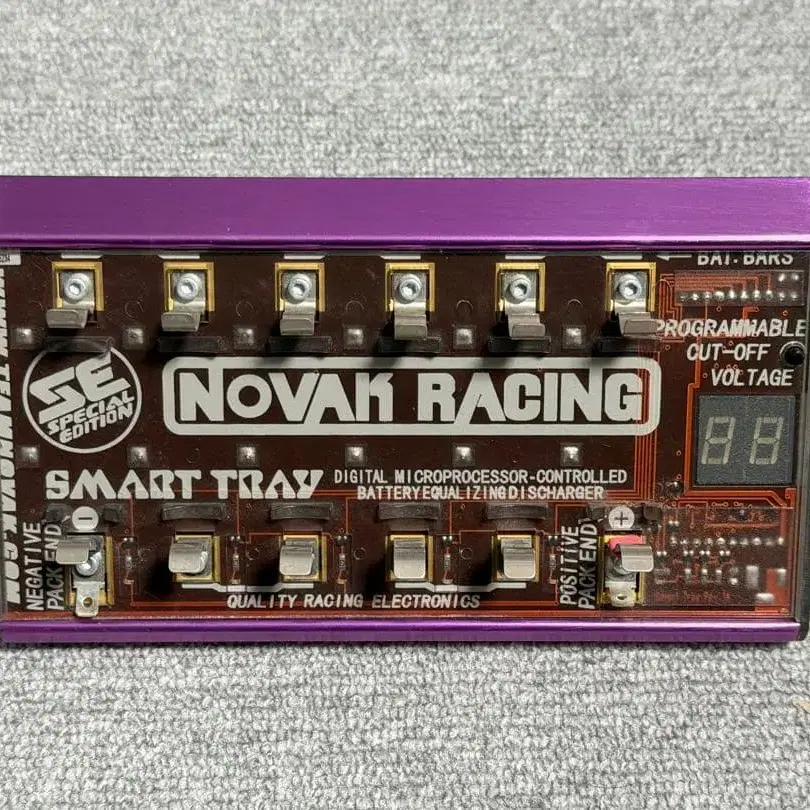 BAT. BARS
PROGRAMMABLE
CUT-OFF
VOLTAGE
SE
SPECIAL
EDITION
NOVAK RACING
SMART TRAY
DIGITAL MICROPROCESSOR-CONTROLLED
BATTERY EQUALIZING DISCHARGER
88
WWW.TEAMNOVAK.COM
NEGATIVE
PACK END
-
POSITIVE
PACK END
+
QUALITY RACING ELECTRONICS